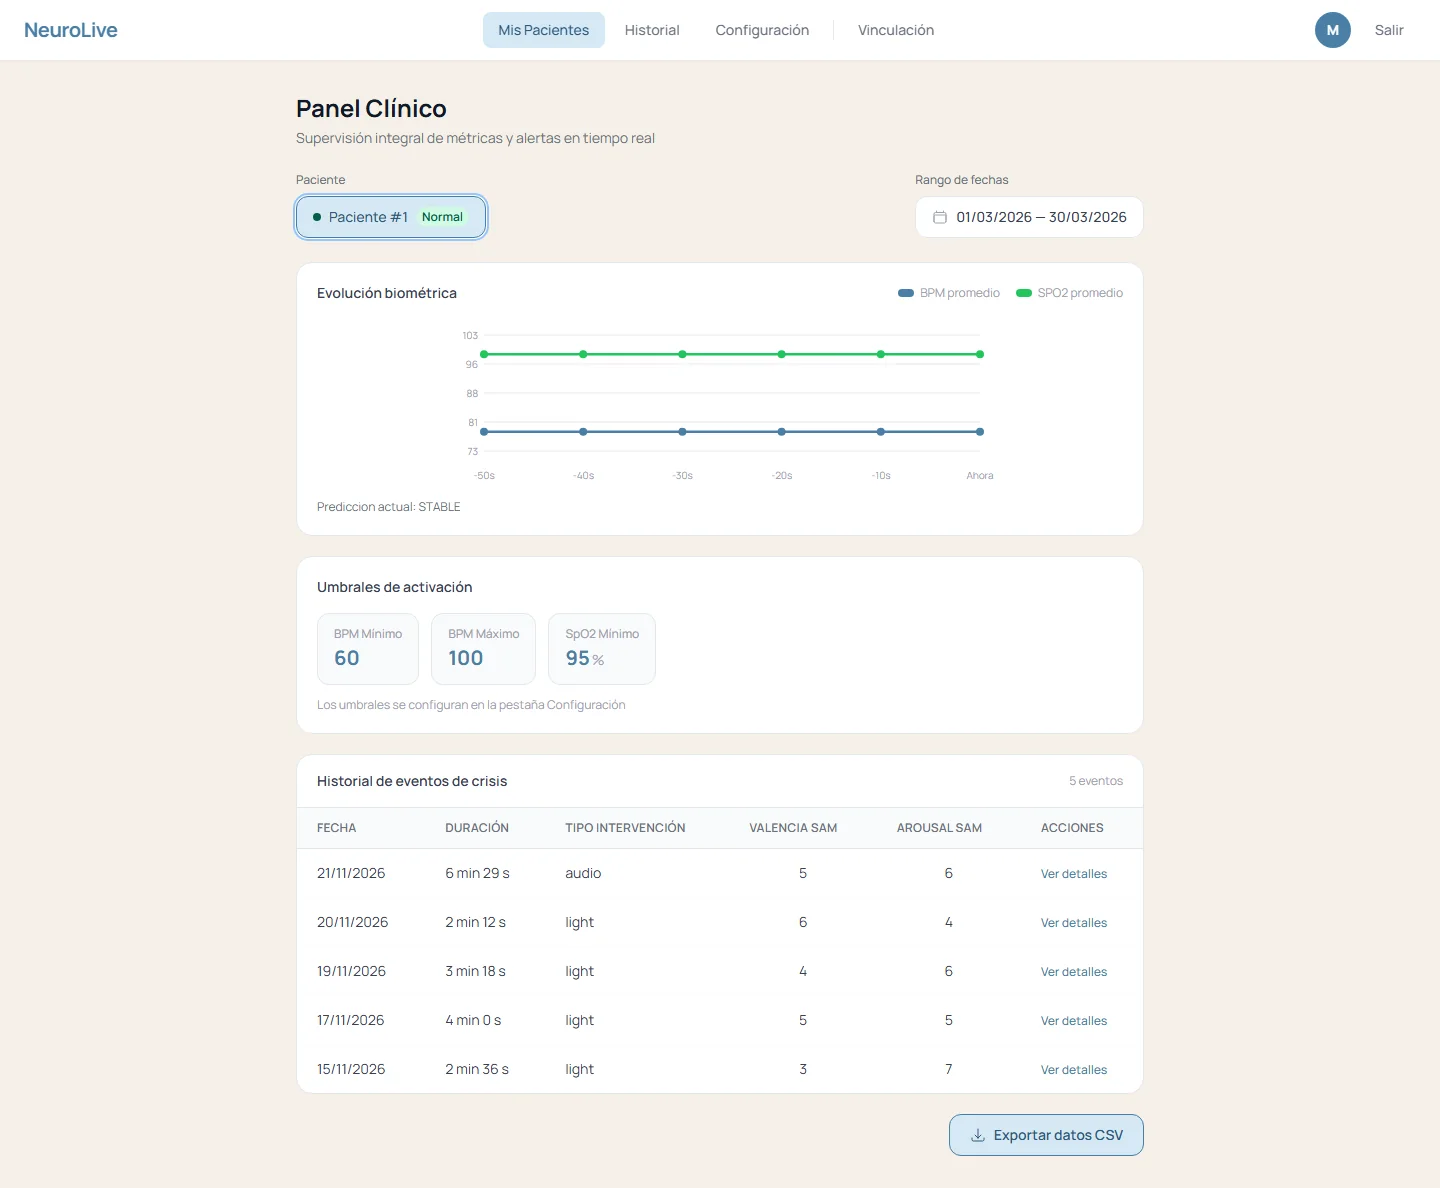 NeuroLive
Mis Pacientes Historial Configuración Vinculación M Salir
Panel Clínico
Supervisión integral de métricas y alertas en tiempo real
Paciente Rango de fechas
Paciente #1 Normal 01/03/2026 — 30/03/2026
Evolución biométrica BPM promedio SPO2 promedio
103
96
88
81
73
-50s -40s -30s -20s -10s Ahora
Prediccion actual: STABLE
Umbrales de activación
BPM Mínimo BPM Máximo SpO2 Mínimo
60 100 95 %
Los umbrales se configuran en la pestaña Configuración
Historial de eventos de crisis 5 eventos
FECHA DURACIÓN TIPO INTERVENCIÓN VALENCIA SAM AROUSAL SAM ACCIONES
21/11/2026 6 min 29 s audio 5 6 Ver detalles
20/11/2026 2 min 12 s light 6 4 Ver detalles
19/11/2026 3 min 18 s light 4 6 Ver detalles
17/11/2026 4 min 0 s light 5 5 Ver detalles
15/11/2026 2 min 36 s light 3 7 Ver detalles
Exportar datos CSV